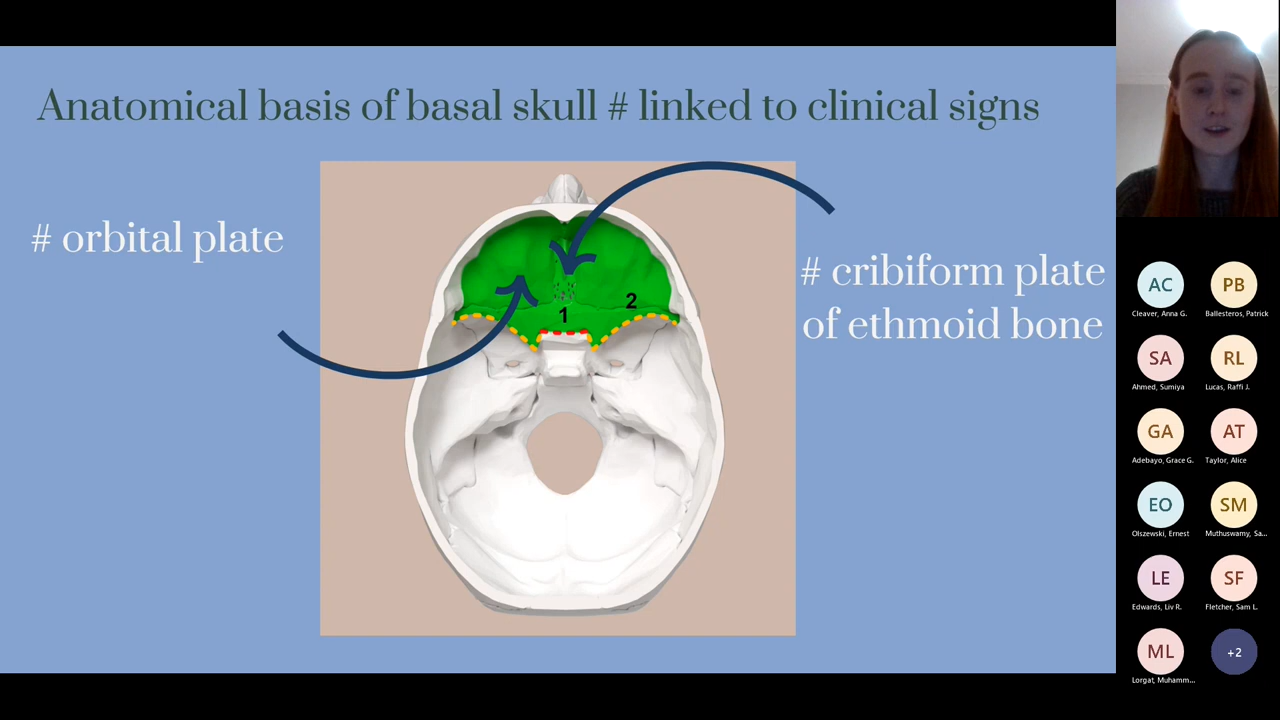 Anatomical basis of basal skull # linked to clinical signs
# orbital plate
# cribiform plate
of ethmoid bone
1
2
AC
Cleaver, Anna G.
PB
Ballesteros, Patrick
SA
Ahmed, Sumiya
RL
Lucas, Raffi J.
GA
Adebayo, Grace G.
AT
Taylor, Alice
EO
Olszewski, Ernest
SM
Muthuswamy, Sa...
LE
Edwards, Liv R.
SF
Fletcher, Sam L.
ML
Lorgat, Muhamm...
+2